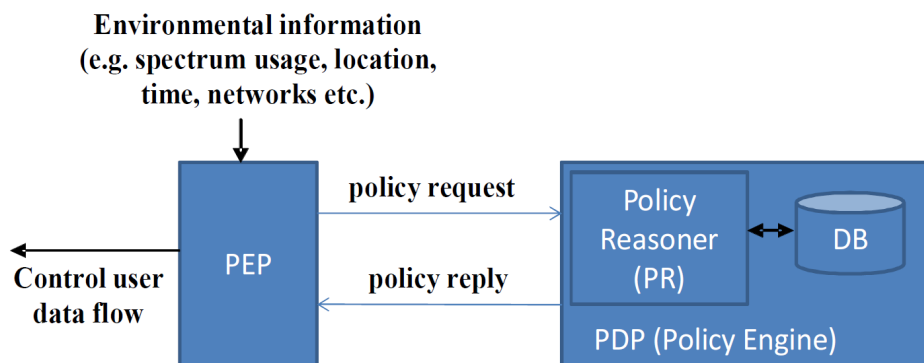 Environmental information
(e.g. spectrum usage, location,
time, networks etc.)
policy request
Policy
Reasoner
(PR)
DB
PEP
Control user
data flow
policy reply
PDP (Policy Engine)